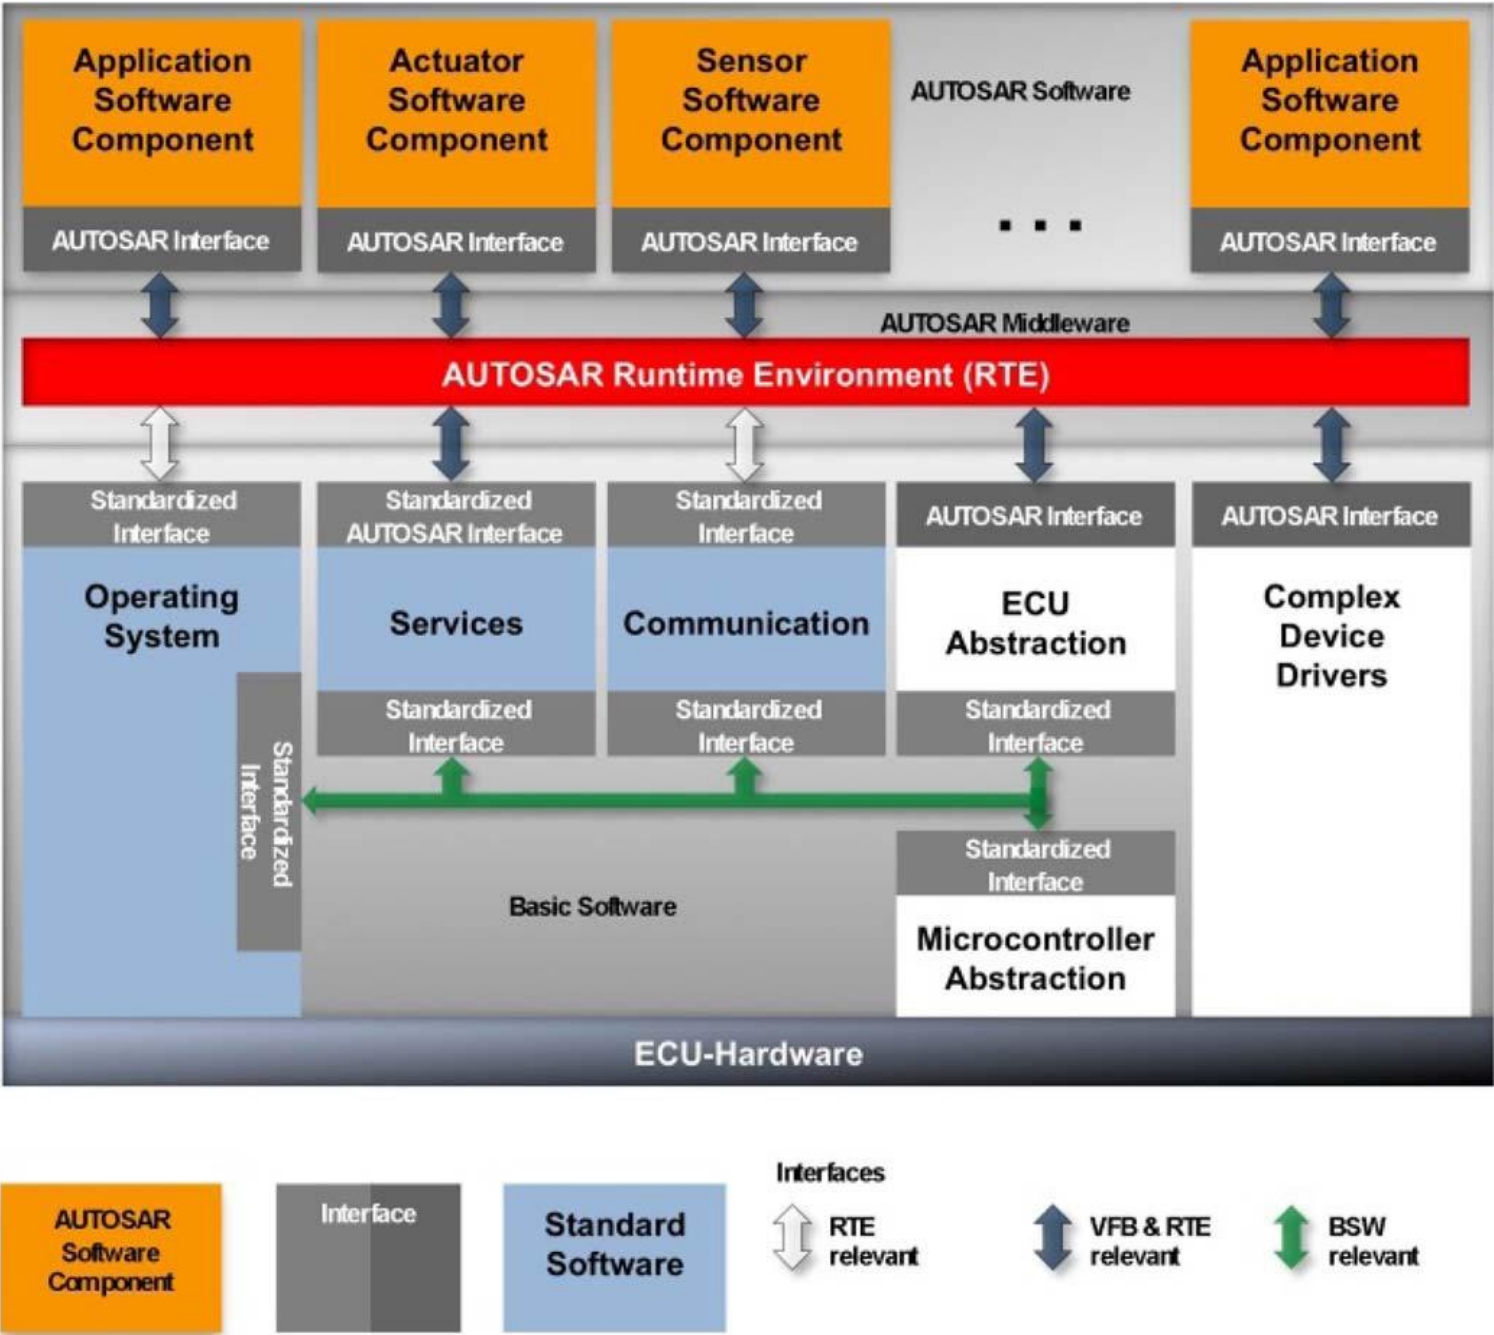 Application
Software
Component
AUTOSAR Interface
Actuator
Software
Component
AUTOSAR Interface
Sensor
Software
Component
AUTOSAR Interface
AUTOSAR Software
. . .
Application
Software
Component
AUTOSAR Interface
AUTOSAR Middleware
AUTOSAR Runtime Environment (RTE)
Standardized
Interface
Operating
System
Standardized
Interface
Standardized
AUTOSAR Interface
Services
Standardized
Interface
Standardized
Interface
Communication
Standardized
Interface
AUTOSAR Interface
ECU
Abstraction
Standardized
Interface
Standardized
Interface
Microcontroller
Abstraction
AUTOSAR Interface
Complex
Device
Drivers
Basic Software
ECU-Hardware
AUTOSAR
Software
Component
Interface
Standard
Software
Interfaces
RTE
relevant
VFB & RTE
relevant
BSW
relevant